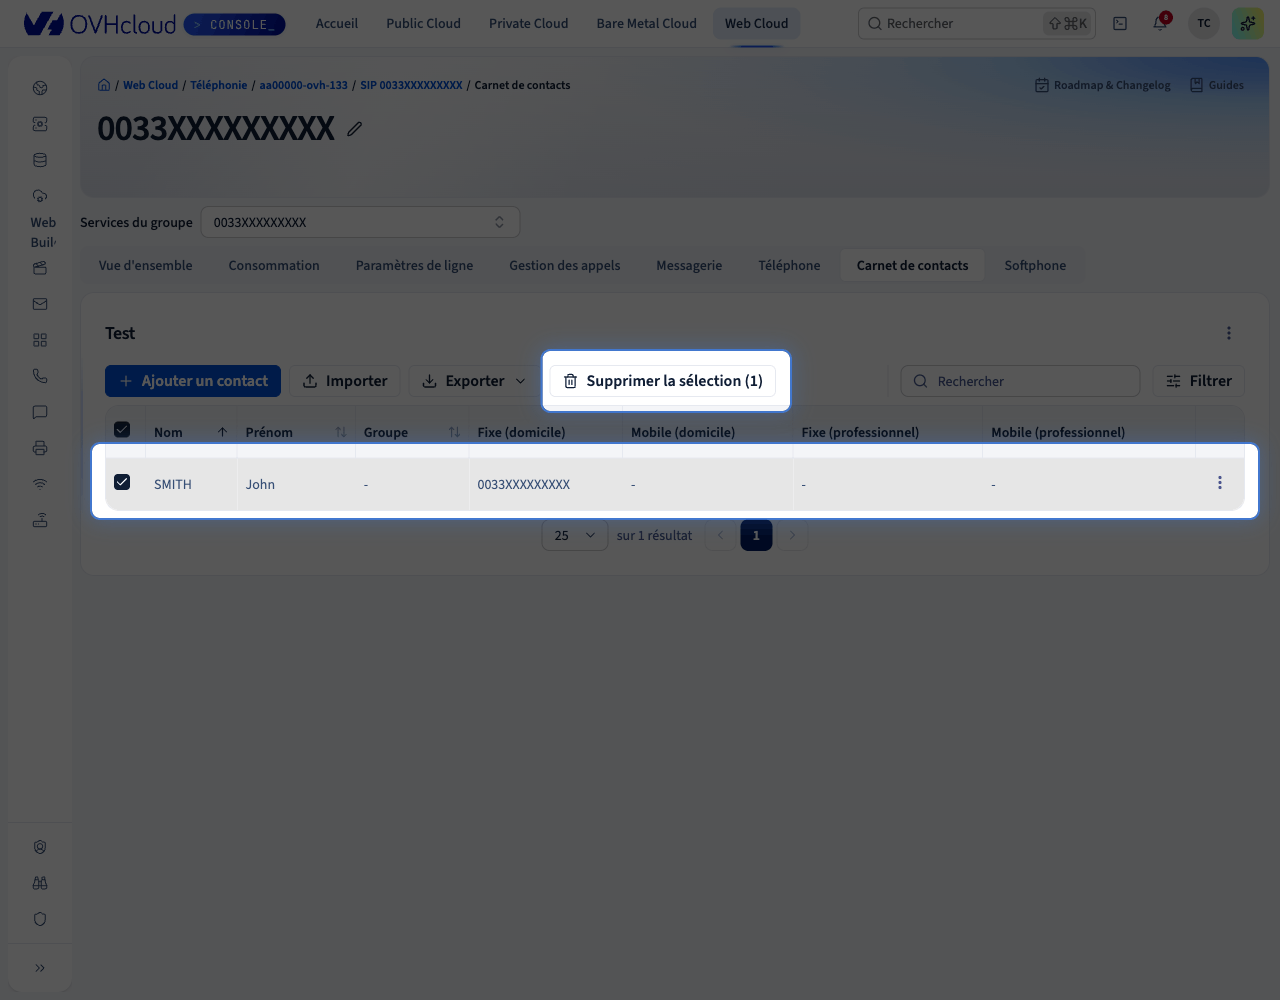 OVHcloud > CONSOLE_ Accueil Public Cloud Private Cloud Bare Metal Cloud Web Cloud Rechercher ⇧⌘K 8 TC
/ Web Cloud / Téléphonie / aa00000-ovh-133 / SIP 0033XXXXXXXXX / Carnet de contacts Roadmap & Changelog Guides
0033XXXXXXXXX
Services du groupe 0033XXXXXXXXX
Web
Buil
Vue d'ensemble Consommation Paramètres de ligne Gestion des appels Messagerie Téléphone Carnet de contacts Softphone
Test
+ Ajouter un contact Importer Exporter Supprimer la sélection (1) Rechercher Filtrer
Nom Prénom Groupe Fixe (domicile) Mobile (domicile) Fixe (professionnel) Mobile (professionnel)
SMITH John - 0033XXXXXXXXX - - -
25 sur 1 résultat 1